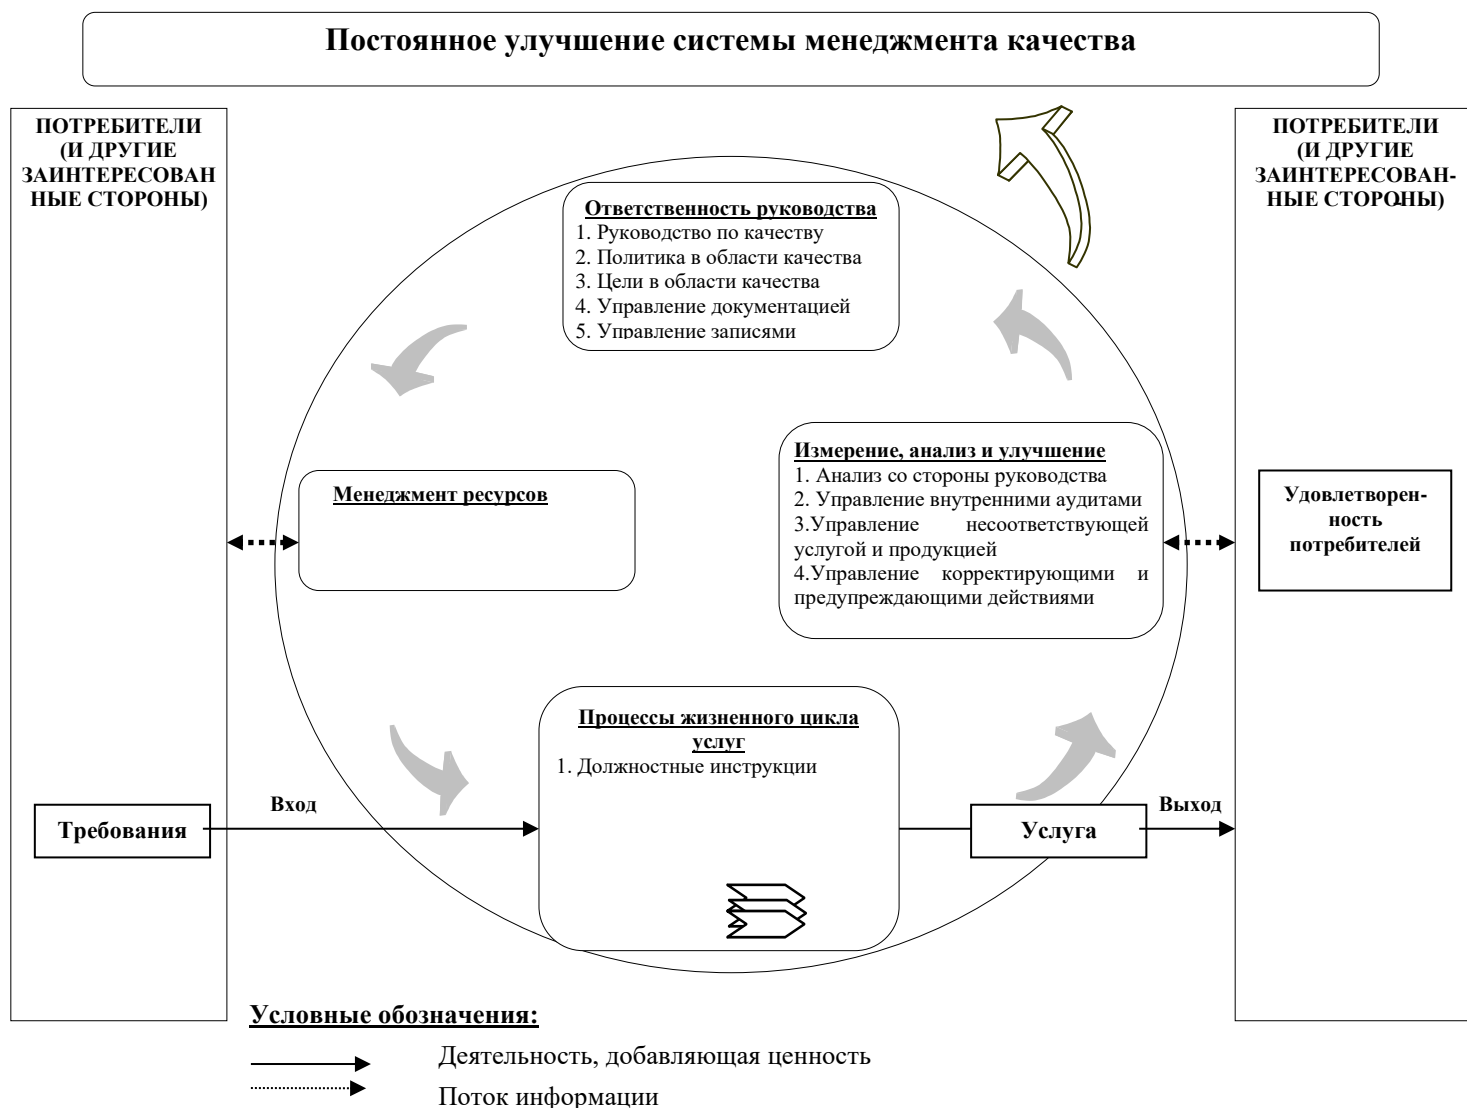 Постоянное улучшение системы менеджмента качества
ПОТРЕБИТЕЛИ
(И ДРУГИЕ
ЗАИНТЕРЕСОВАН
НЫЕ СТОРОНЫ)
ПОТРЕБИТЕЛИ
(И ДРУГИЕ
ЗАИНТЕРЕСОВАН-
НЫЕ СТОРОНЫ)
Ответственность руководства
1. Руководство по качеству
2. Политика в области качества
3. Цели в области качества
4. Управление документацией
5. Управление записями
Измерение, анализ и улучшение
1. Анализ со стороны руководства
2. Управление внутренними аудитами
3.Управление несоответствующей
услугой и продукцией
4.Управление корректирующими и
предупреждающими действиями
Менеджмент ресурсов
Удовлетворен-
ность
потребителей
Процессы жизненного цикла
услуг
1. Должностные инструкции
Вход
Выход
Требования
Услуга
Условные обозначения:
Деятельность, добавляющая ценность
Поток информации